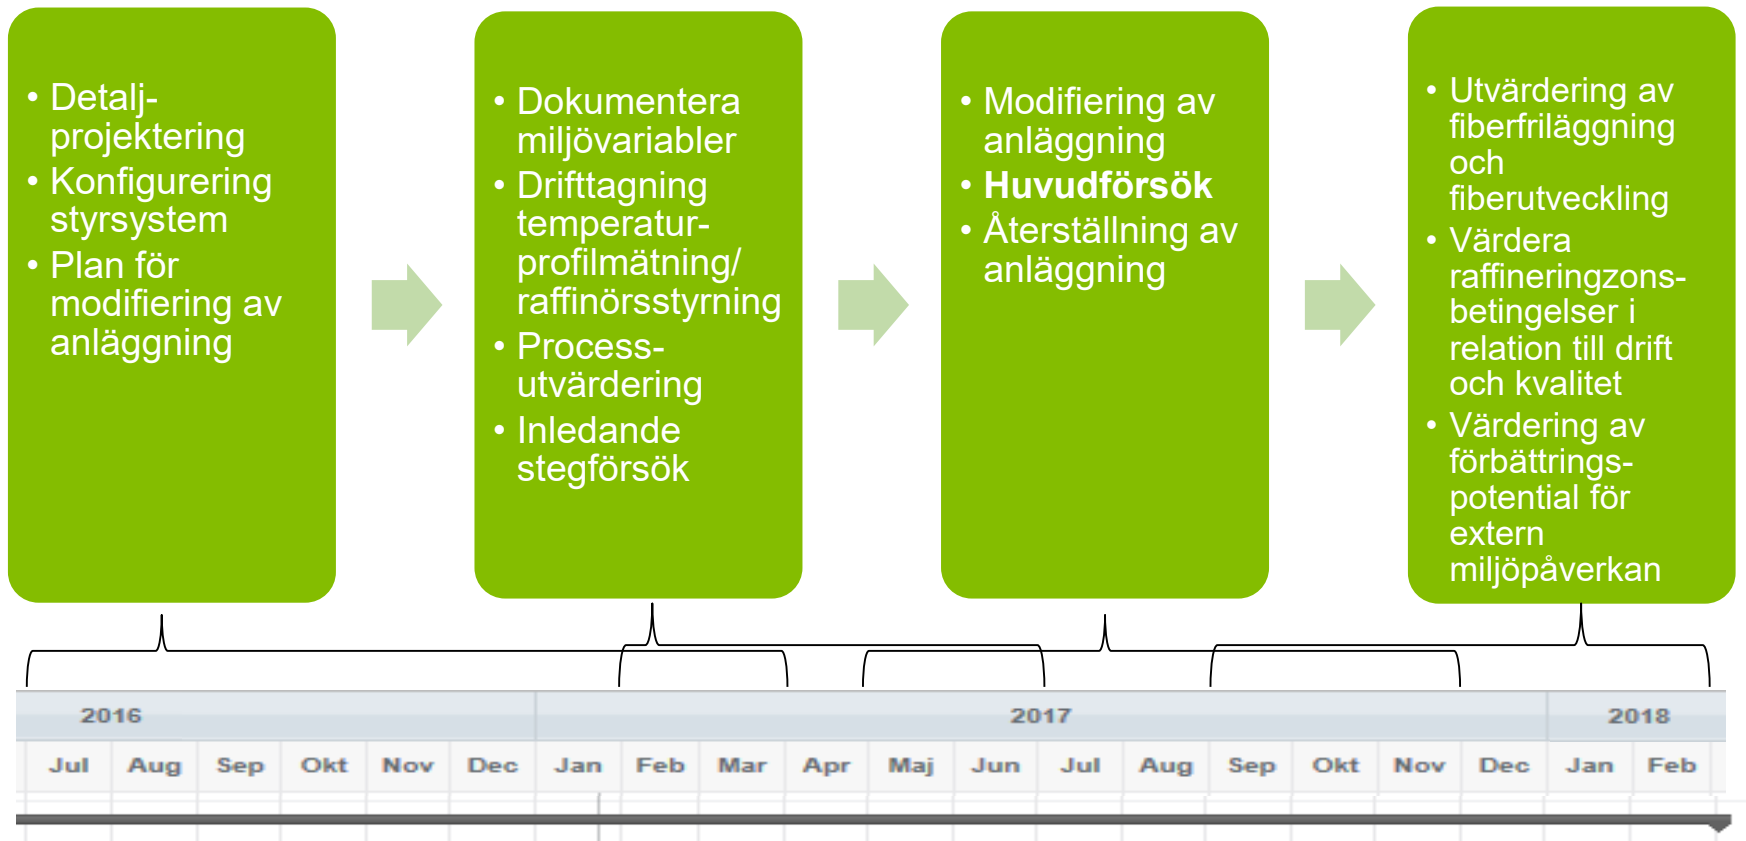 • Detalj-
projektering
• Konfigurering
styrsystem
• Plan för
modifiering av
anläggning
• Dokumentera
miljövariabler
• Drifttagning
temperatur-
profilmätning/
raffinörsstyrning
• Process-
utvärdering
• Inledande
stegförsök
• Modifiering av
anläggning
• Huvudförsök
• Återställning av
anläggning
• Utvärdering av
fiberfriläggning
och
fiberutveckling
• Värdera
raffineringzons-
betingelser i
relation till drift
och kvalitet
• Värdering av
förbättrings-
potential för
extern
miljöpåverkan
2016 2017 2018
Jul Aug Sep Okt Nov Dec Jan Feb Mar Apr Maj Jun Jul Aug Sep Okt Nov Dec Jan Feb